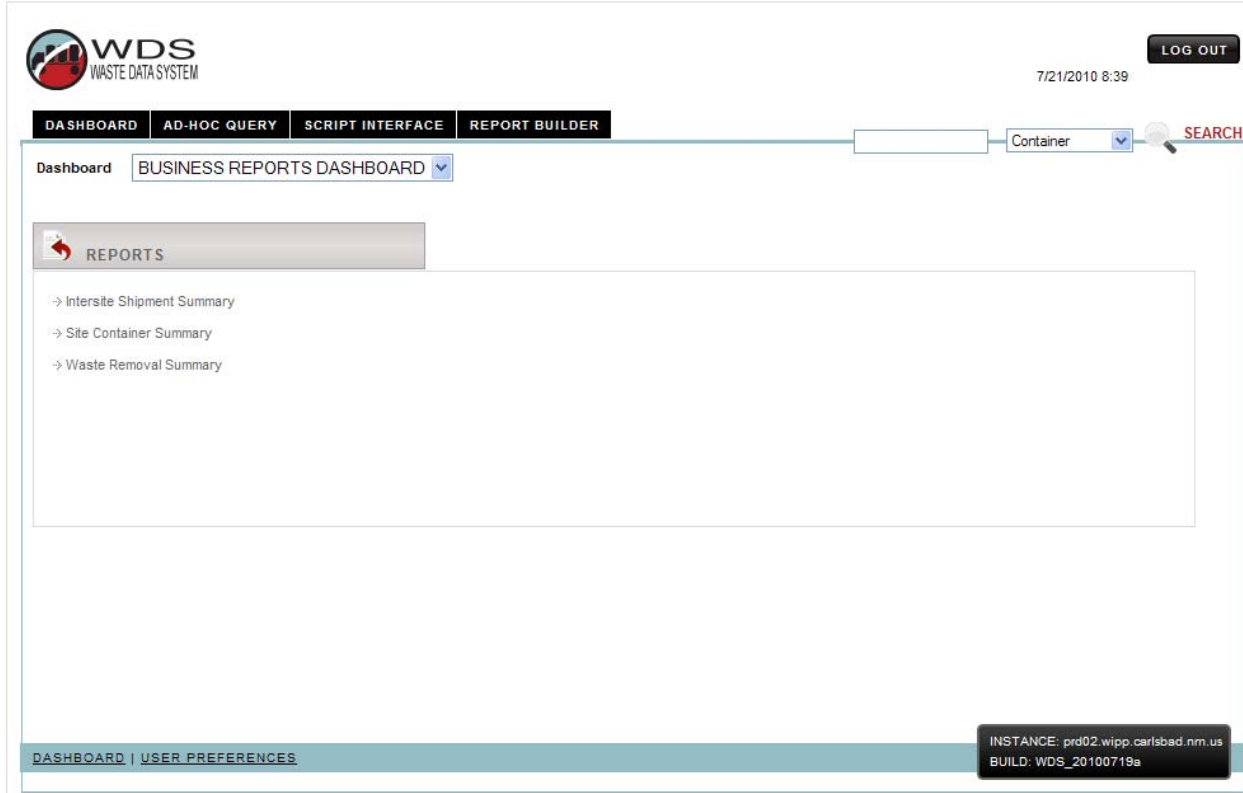 WDS
WASTE DATA SYSTEM
LOG OUT
7/21/2010 8:39
DASHBOARD AD-HOC QUERY SCRIPT INTERFACE REPORT BUILDER
Container SEARCH
Dashboard BUSINESS REPORTS DASHBOARD
REPORTS
Intersite Shipment Summary
Site Container Summary
Waste Removal Summary
DASHBOARD | USER PREFERENCES
INSTANCE: prd02.wipp.carlsbad.nm.us
BUILD: WDS_20100719a